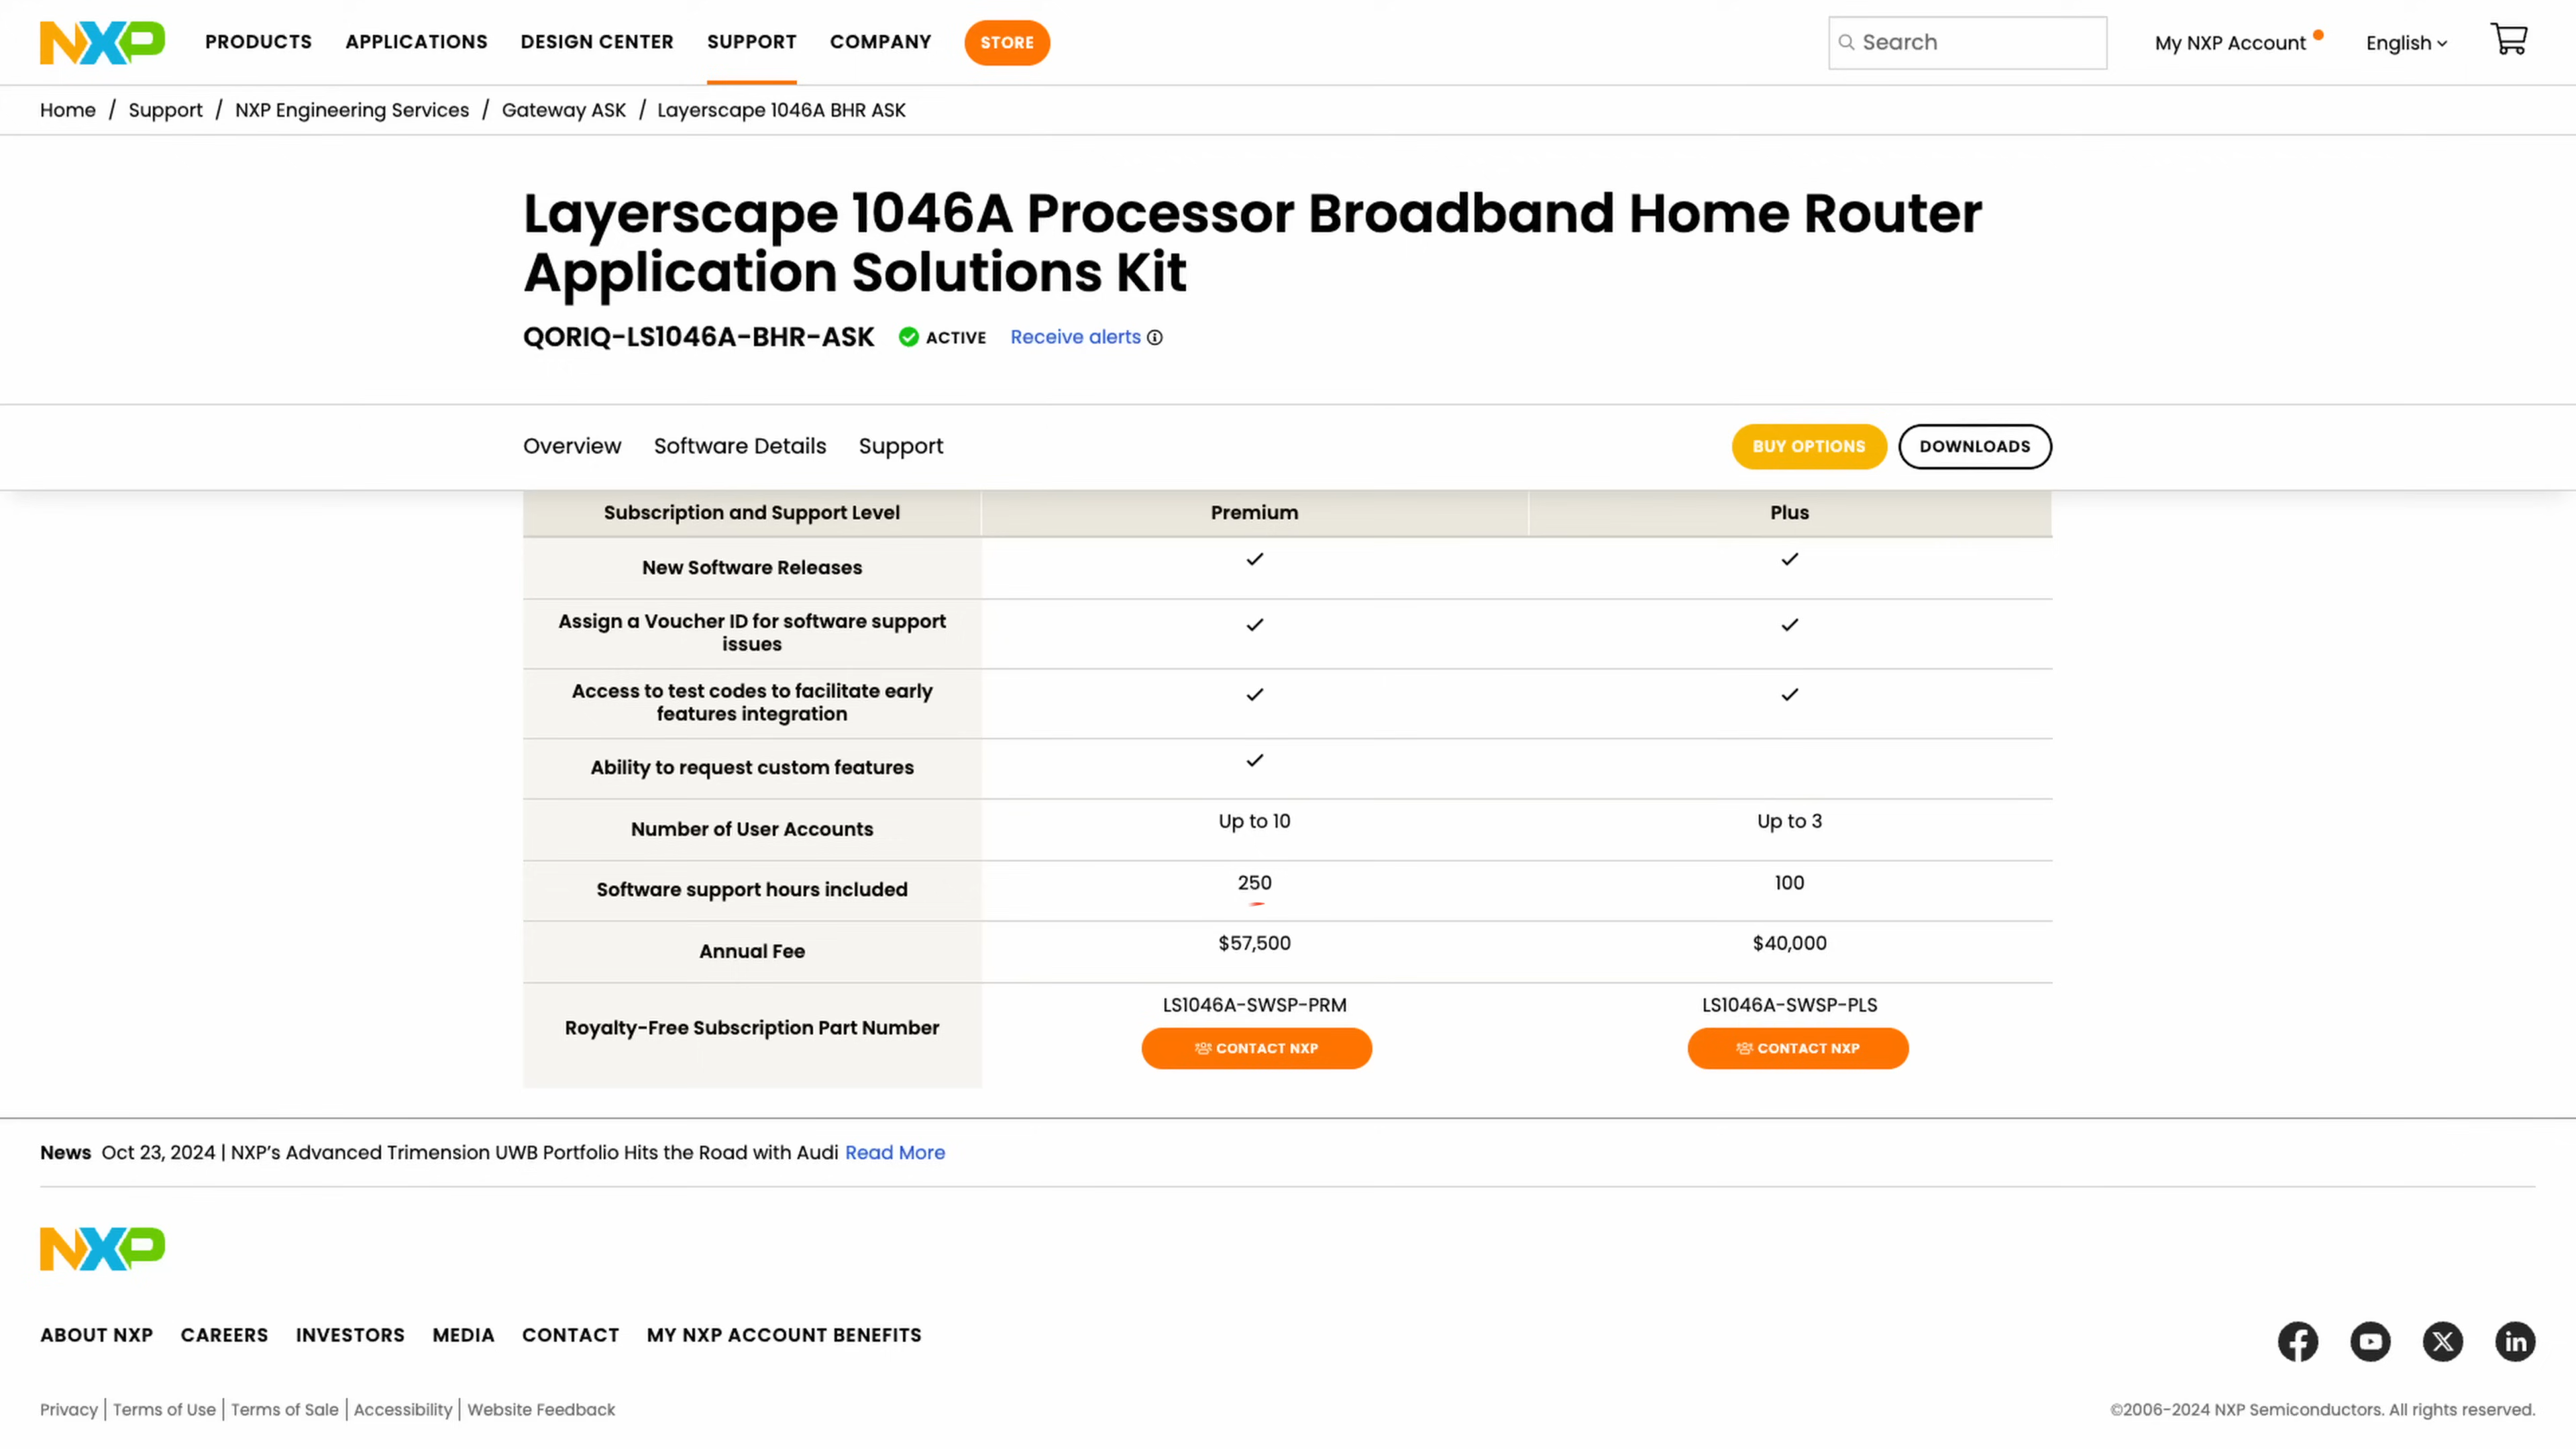 NXP PRODUCTS APPLICATIONS DESIGN CENTER SUPPORT COMPANY STORE Search My NXP Account English
Home / Support / NXP Engineering Services / Gateway ASK / Layerscape 1046A BHR ASK
Layerscape 1046A Processor Broadband Home Router
Application Solutions Kit
QORIQ-LS1046A-BHR-ASK ACTIVE Receive alerts
Overview Software Details Support BUY OPTIONS DOWNLOADS
Subscription and Support Level Premium Plus
New Software Releases ✓ ✓
Assign a Voucher ID for software support
issues ✓ ✓
Access to test codes to facilitate early
features integration ✓ ✓
Ability to request custom features ✓
Number of User Accounts Up to 10 Up to 3
Software support hours included 250 100
Annual Fee $57,500 $40,000
Royalty-Free Subscription Part Number LS1046A-SWSP-PRM LS1046A-SWSP-PLS
CONTACT NXP CONTACT NXP
News Oct 23, 2024 | NXP's Advanced Trimension UWB Portfolio Hits the Road with Audi Read More
NXP
ABOUT NXP CAREERS INVESTORS MEDIA CONTACT MY NXP ACCOUNT BENEFITS
Privacy | Terms of Use | Terms of Sale | Accessibility | Website Feedback
©2006-2024 NXP Semiconductors. All rights reserved.